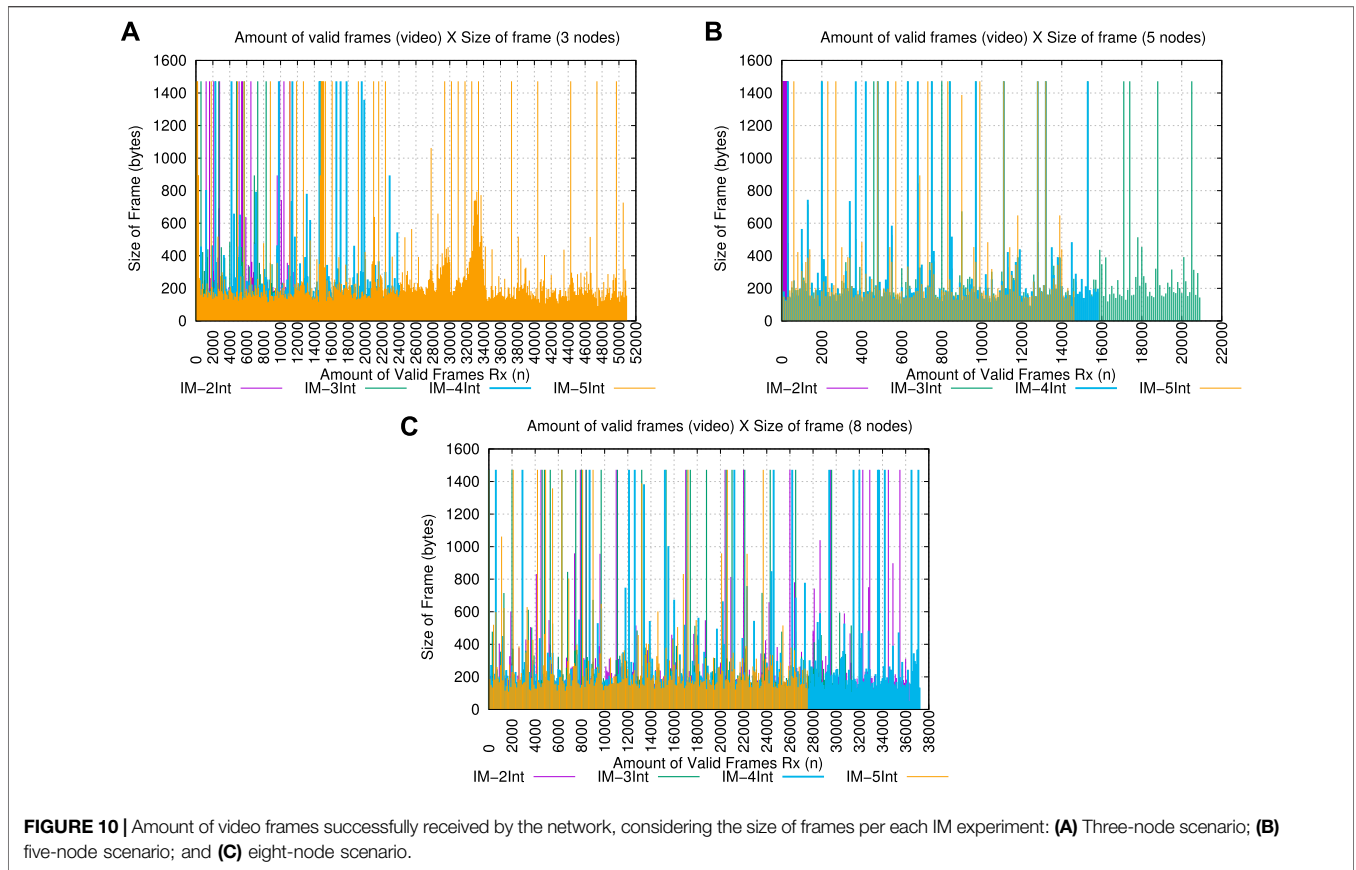 A
Amount of valid frames (video) X Size of frame (3 nodes)
Size of Frame (bytes)
1600
1400
1200
1000
800
600
400
200
0
0 2000 4000 6000 8000 10000 12000 14000 16000 18000 20000 22000 24000 26000 28000 30000 32000 34000 36000 38000 40000 42000 44000 46000 48000 50000 52000
Amount of Valid Frames Rx (n)
IM−2Int IM−3Int IM−4Int IM−5Int
B
Amount of valid frames (video) X Size of frame (5 nodes)
Size of Frame (bytes)
1600
1400
1200
1000
800
600
400
200
0
0 2000 4000 6000 8000 10000 12000 14000 16000 18000 20000 22000
Amount of Valid Frames Rx (n)
IM−2Int IM−3Int IM−4Int IM−5Int
C
Amount of valid frames (video) X Size of frame (8 nodes)
Size of Frame (bytes)
1600
1400
1200
1000
800
600
400
200
0
0 2000 4000 6000 8000 10000 12000 14000 16000 18000 20000 22000 24000 26000 28000 30000 32000 34000 36000 38000
Amount of Valid Frames Rx (n)
IM−2Int IM−3Int IM−4Int IM−5Int
FIGURE 10 | Amount of video frames successfully received by the network, considering the size of frames per each IM experiment: (A) Three-node scenario; (B)
five-node scenario; and (C) eight-node scenario.